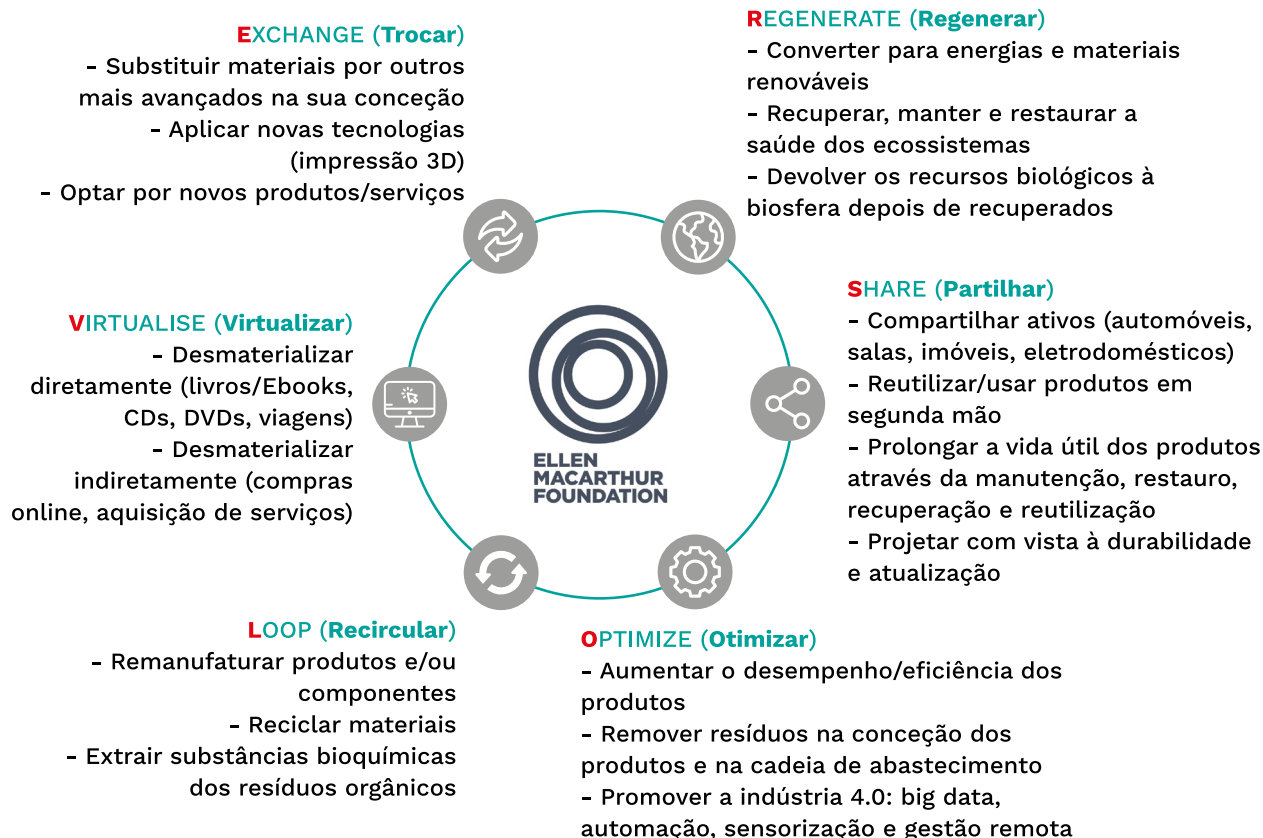 EXCHANGE (Trocar)
- Substituir materiais por outros
mais avançados na sua conceção
- Aplicar novas tecnologias
(impressão 3D)
- Optar por novos produtos/serviços
REGENERATE (Regenerar)
- Converter para energias e materiais
renováveis
- Recuperar, manter e restaurar a
saúde dos ecossistemas
- Devolver os recursos biológicos à
biosfera depois de recuperados
SHARE (Partilhar)
- Compartilhar ativos (automóveis,
salas, imóveis, eletrodomésticos)
- Reutilizar/usar produtos em
segunda mão
- Prolongar a vida útil dos produtos
através da manutenção, restauro,
recuperação e reutilização
- Projetar com vista à durabilidade
e atualização
VIRTUALISE (Virtualizar)
- Desmaterializar
diretamente (livros/Ebooks,
CDs, DVDs, viagens)
- Desmaterializar
indiretamente (compras
online, aquisição de serviços)
ELLEN
MACARTHUR
FOUNDATION
LOOP (Recircular)
- Remanufaturar produtos e/ou
componentes
- Reciclar materiais
- Extrair substâncias bioquímicas
dos resíduos orgânicos
OPTIMIZE (Otimizar)
- Aumentar o desempenho/eficiência dos
produtos
- Remover resíduos na conceção dos
produtos e na cadeia de abastecimento
- Promover a indústria 4.0: big data,
automação, sensorização e gestão remota